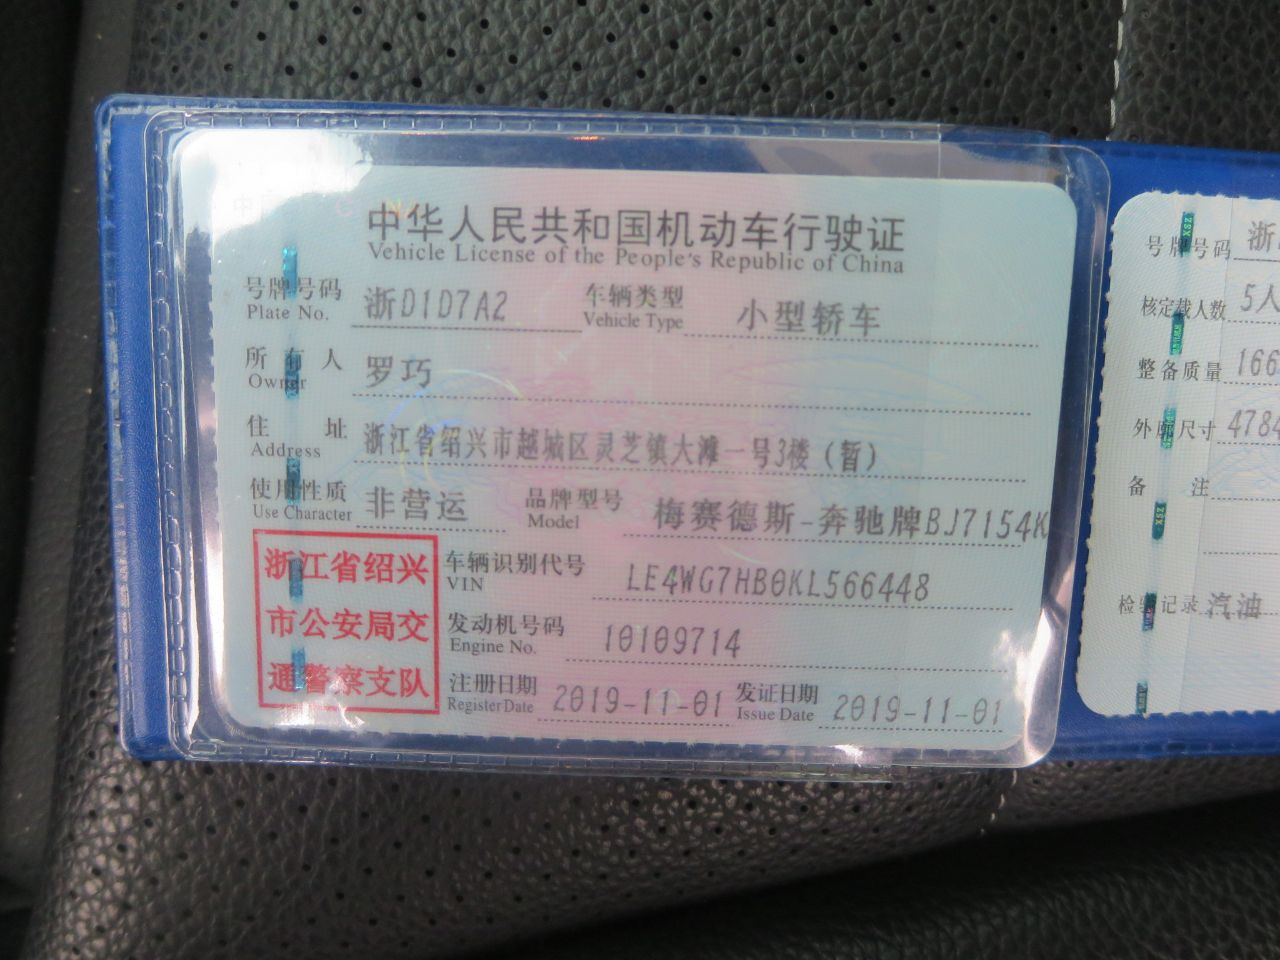 中华人民共和国机动车行驶证
Vehicle License of the People's Republic of China
号牌号码 浙D1D7A2 车辆类型 小型轿车
Plate No. Vehicle Type
所有人 罗巧
Owner
住址 浙江省绍兴市越城区灵芝镇大滩一号3楼（暂）
Address
使用性质 非营运 品牌型号 梅赛德斯-奔驰牌BJ7154K
Use Character Model
浙江省绍兴
市公安局交
通警察支队
车辆识别代号 LE4WG7HB0KL566448
VIN
发动机号码 10109714
Engine No.
注册日期 2019-11-01 发证日期 2019-11-01
Register Date Issue Date
号牌号码 浙
核定载人数 5人
整备质量 166
外廓尺寸 4784
备注
检验记录 汽油